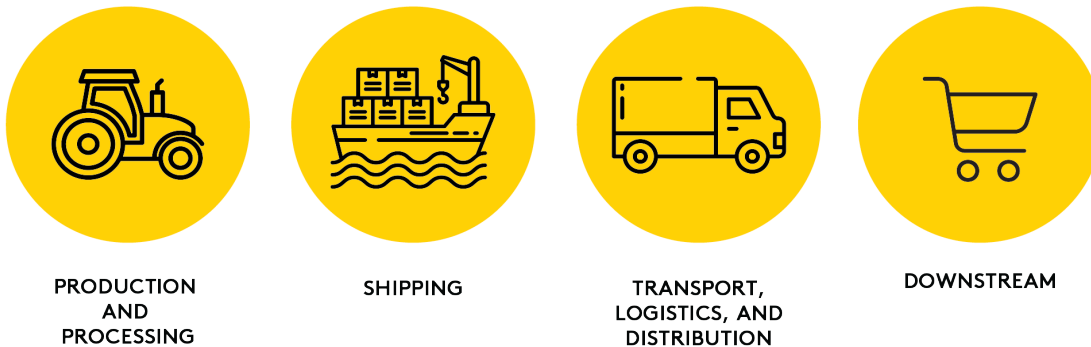 PRODUCTION
AND
PROCESSING
SHIPPING
TRANSPORT,
LOGISTICS, AND
DISTRIBUTION
DOWNSTREAM